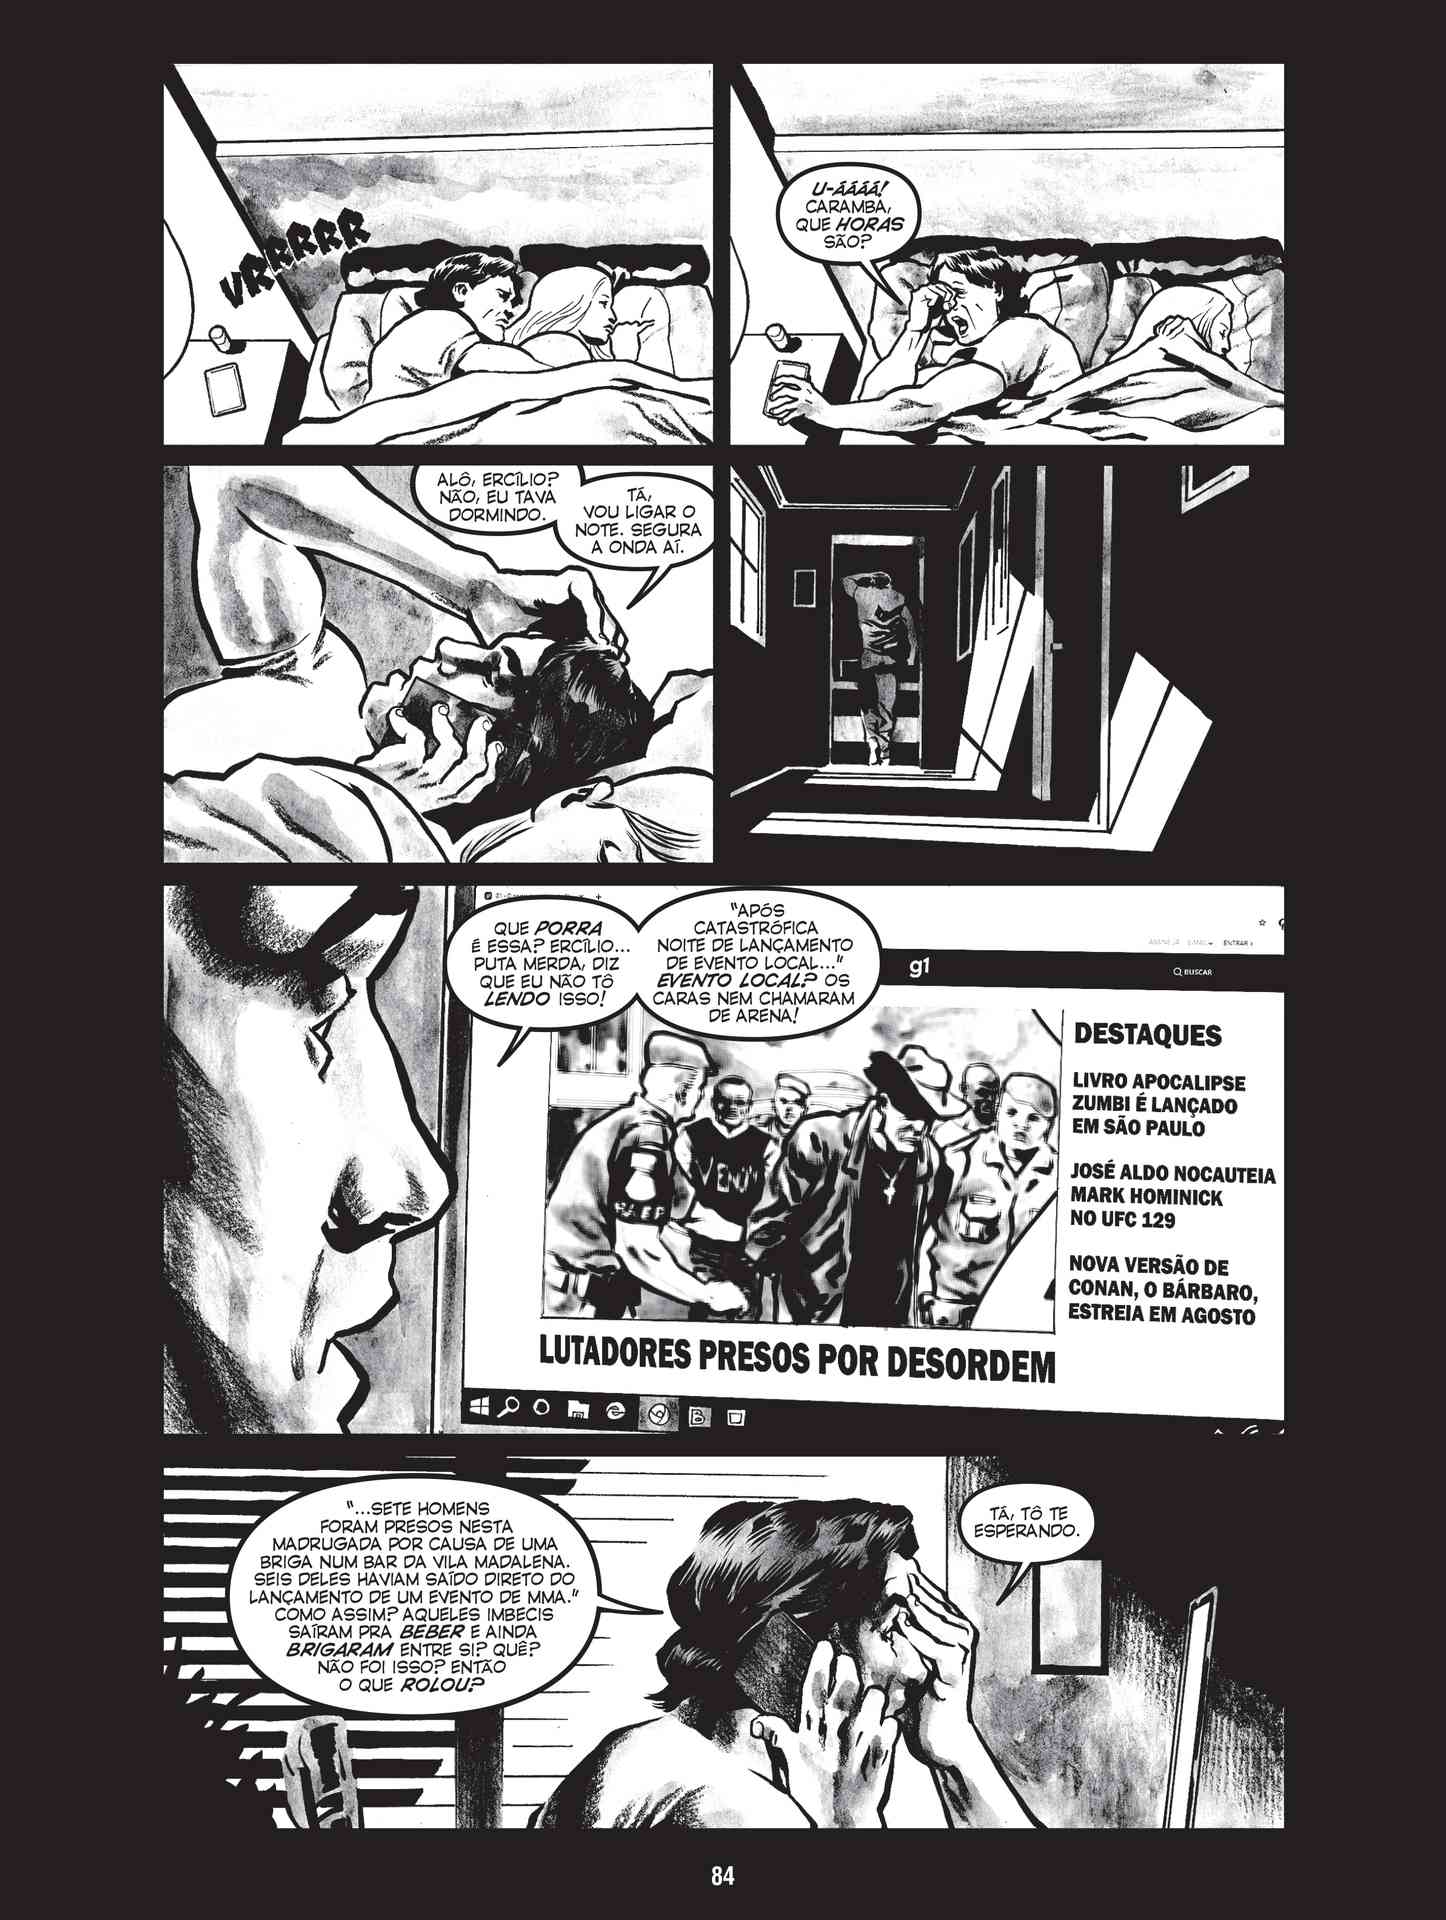 VRRRRRR
U-ÁÁÁÁ!
CARAMBA,
QUE HORAS
SÃO?
ALÔ, ERCÍLIO?
NÃO, EU TAVA
DORMINDO.
TÁ,
VOU LIGAR O
NOTE. SEGURA
A ONDA AÍ.
QUE PORRA
É ESSA? ERCÍLIO...
PUTA MERDA, DIZ
QUE EU NÃO TÔ
LENDO ISSO!
"APÓS
CATASTRÓFICA
NOITE DE LANÇAMENTO
DE EVENTO LOCAL..."
EVENTO LOCAL? OS
CARAS NEM CHAMARAM
DE ARENA!
ENTRAR
g1
BUSCAR
DESTAQUES
LIVRO APOCALIPSE
ZUMBI É LANÇADO
EM SÃO PAULO
JOSÉ ALDO NOCAUTEIA
MARK HOMINICK
NO UFC 129
NOVA VERSÃO DE
CONAN, O BÁRBARO,
ESTREIA EM AGOSTO
LUTADORES PRESOS POR DESORDEM
"...SETE HOMENS
FORAM PRESOS NESTA
MADRUGADA POR CAUSA DE UMA
BRIGA NUM BAR DA VILA MADALENA.
SEIS DELES HAVIAM SAÍDO DIRETO DO
LANÇAMENTO DE UM EVENTO DE MMA."
COMO ASSIM? AQUELES IMBECIS
SAÍRAM PRA BEBER E AINDA
BRIGARAM ENTRE SI? QUÊ?
NÃO FOI ISSO? ENTÃO
O QUE ROLOU?
TÁ, TÔ TE
ESPERANDO.
84